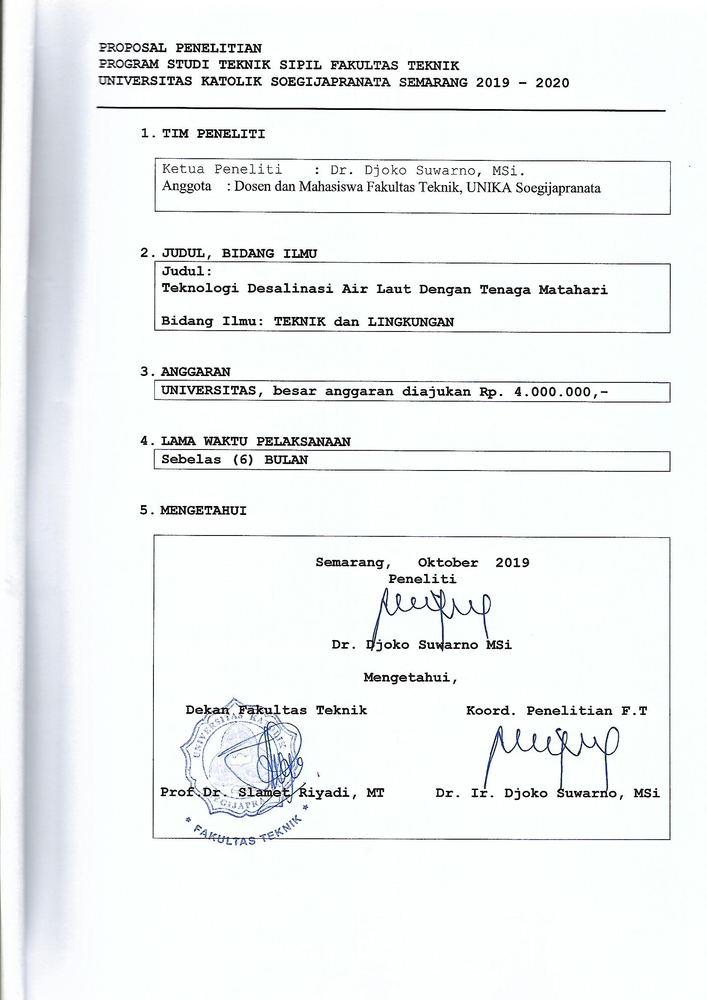 PROPOSAL PENELITIAN
PROGRAM STUDI TEKNIK SIPIL FAKULTAS TEKNIK
UNIVERSITAS KATOLIK SOEGIJAPRANATA SEMARANG 2019 - 2020
1. TIM PENELITI
Ketua Peneliti : Dr. Djoko Suwarno, MSi.
Anggota : Dosen dan Mahasiswa Fakultas Teknik, UNIKA Soegijapranata
2. JUDUL, BIDANG ILMU
Judul:
Teknologi Desalinasi Air Laut Dengan Tenaga Matahari
Bidang Ilmu: TEKNIK dan LINGKUNGAN
3. ANGGARAN
UNIVERSITAS, besar anggaran diajukan Rp. 4.000.000,-
4. LAMA WAKTU PELAKSANAAN
Sebelas (6) BULAN
5. MENGETAHUI
Semarang, Oktober 2019
Peneliti
Dr. Djoko Suwarno MSi
Mengetahui,
Dekan Fakultas Teknik Koord. Penelitian F.T
UNIVERSITAS KATOLIK
Prof.Dr. Slamet Riyadi, MT Dr. Ir. Djoko Suwarno, MSi
* FAKULTAS TEKNIK *